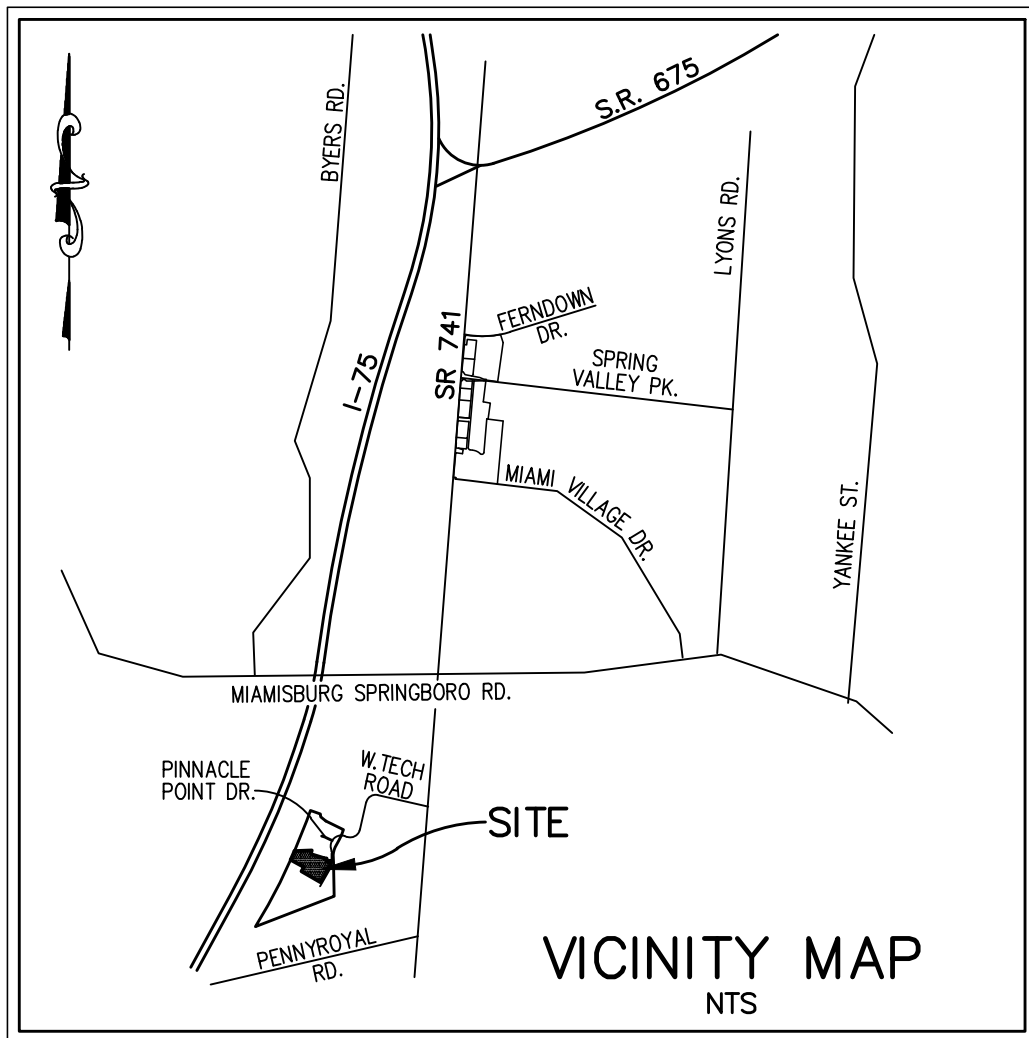 S.R. 675
BYERS RD.
LYONS RD.
FERNDOWN
DR.
SR 741
I-75
SPRING
VALLEY PK.
MIAMI VILLAGE DR.
YANKEE ST.
MIAMISBURG SPRINGBORO RD.
PINNACLE
POINT DR.
W.TECH
ROAD
SITE
PENNYROYAL
RD.
VICINITY MAP
NTS